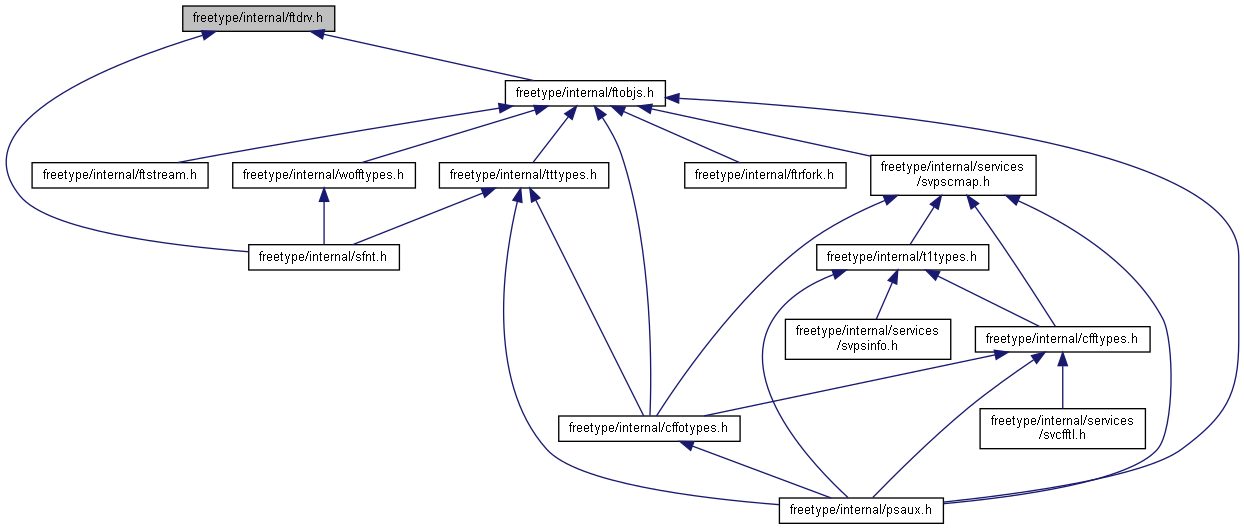 freetype/internal/ftdrv.h
freetype/internal/ftobjs.h
freetype/internal/ftstream.h
freetype/internal/wofftypes.h
freetype/internal/tttypes.h
freetype/internal/ftrfork.h
freetype/internal/services
/svpscmap.h
freetype/internal/sfnt.h
freetype/internal/t1types.h
freetype/internal/services
/svpsinfo.h
freetype/internal/cfftypes.h
freetype/internal/cffotypes.h
freetype/internal/services
/svcfftl.h
freetype/internal/psaux.h